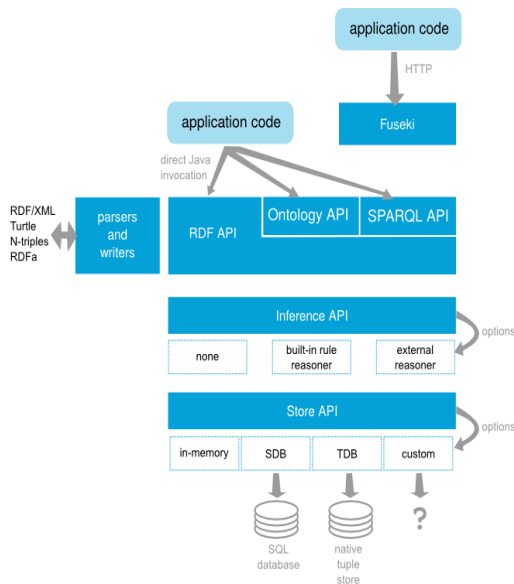 application code
HTTP
Fuseki
application code
direct Java
invocation
RDF/XML
Turtle
N-triples
RDFa
parsers
and
writers
RDF API
Ontology API
SPARQL API
Inference API
options
none
built-in rule
reasoner
external
reasoner
Store API
options
in-memory
SDB
TDB
custom
?
SQL
database
native
tuple
store